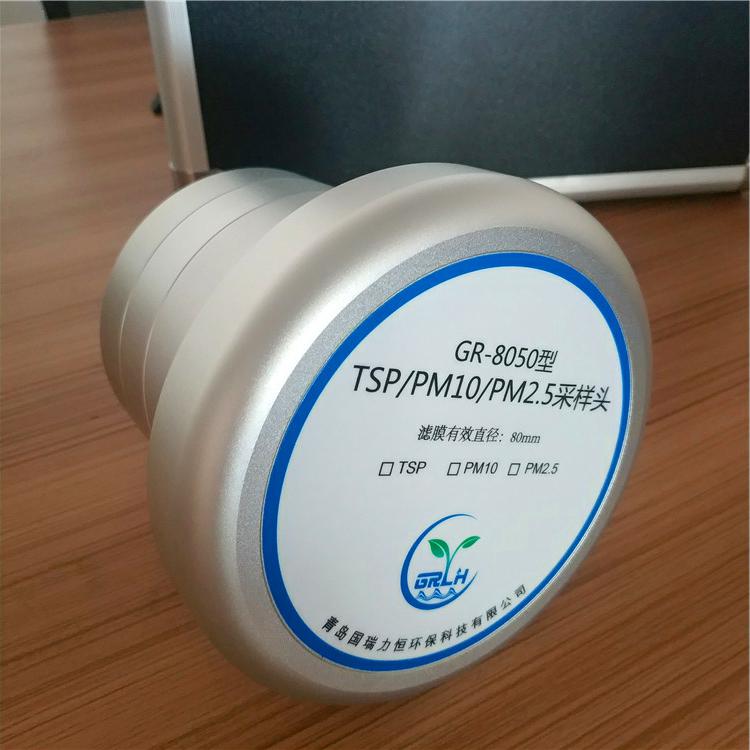 GR-8050型
TSP/PM10/PM2.5采样头
滤膜有效直径：80mm
□ TSP □ PM10 □ PM2.5
GRLH
青岛国瑞力恒环保科技有限公司